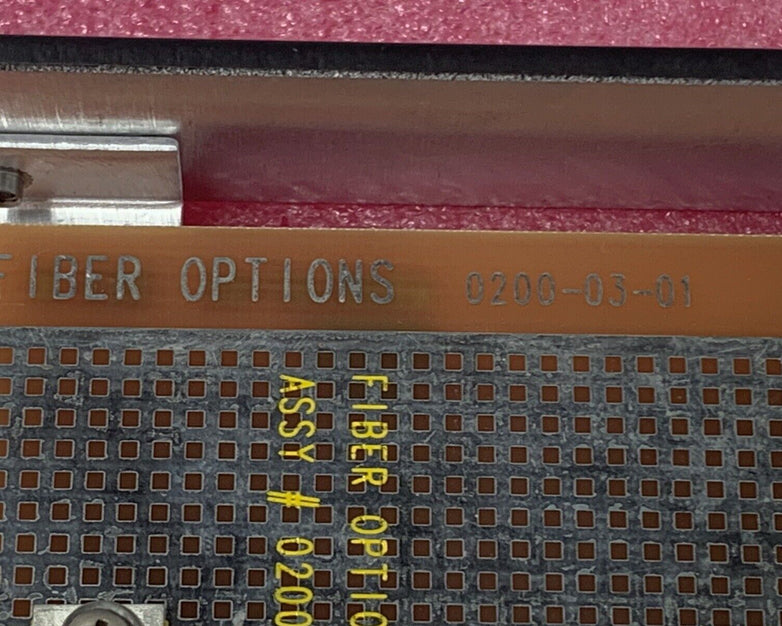 FIBER OPTIONS 0200-03-01
FIBER OPTIO
ASSY # 0200